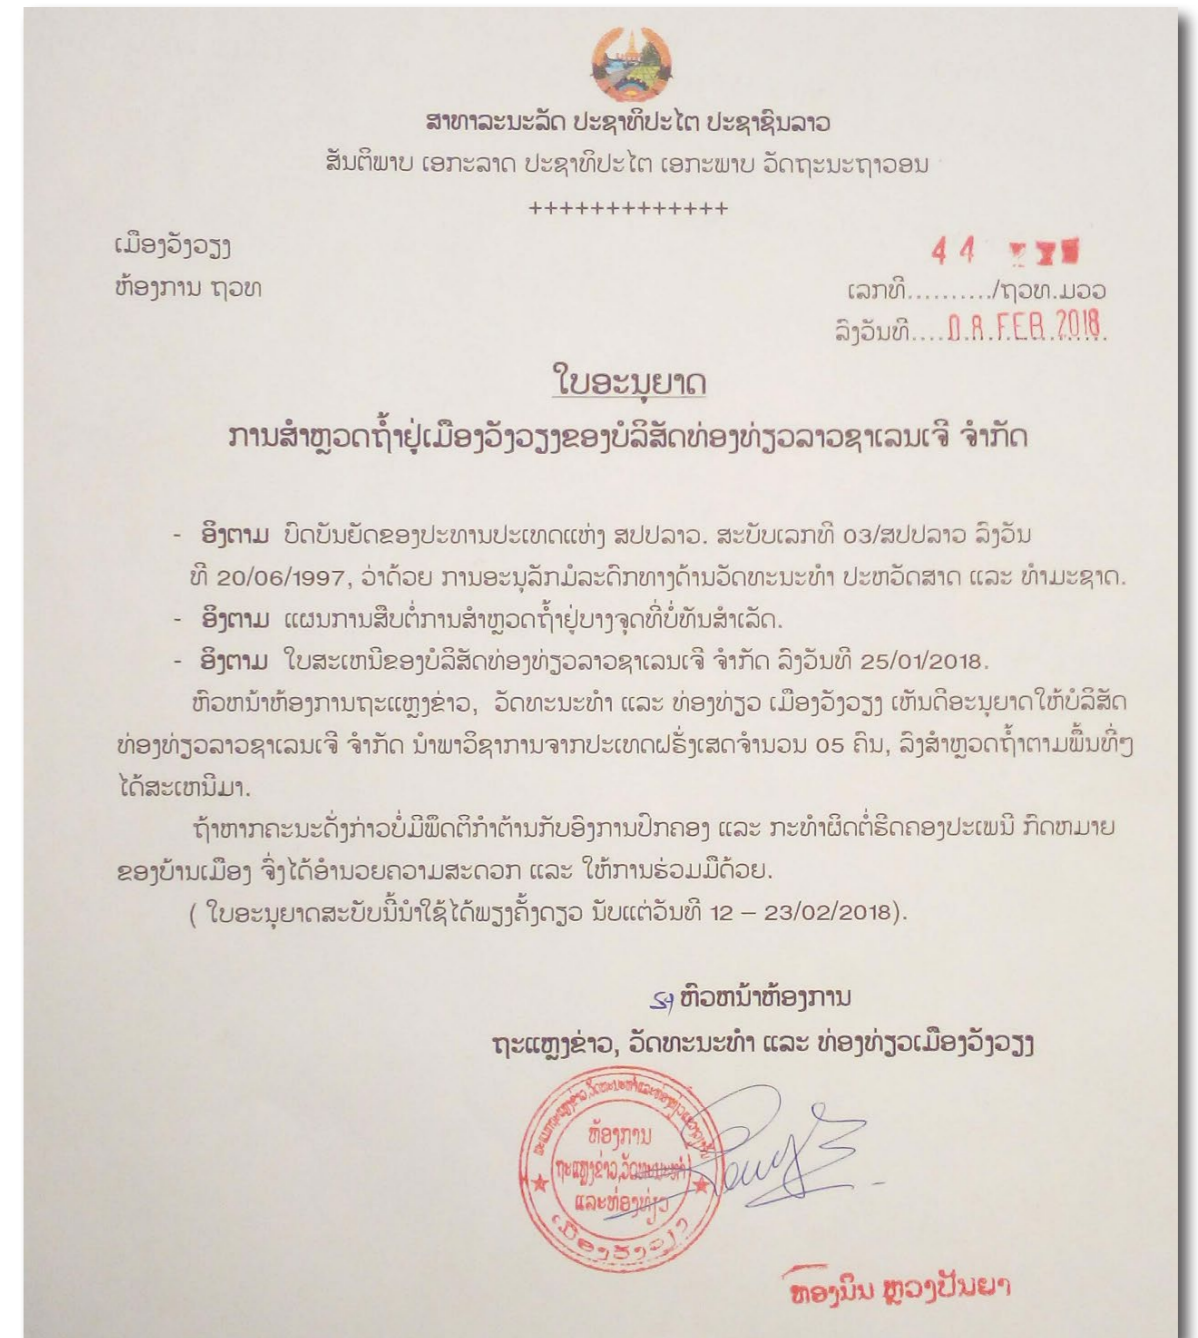 ສາທາລະນະລັດ ປະຊາທິປະໄຕ ປະຊາຊົນລາວ
ສັນຕິພາບ ເອກະລາດ ປະຊາທິປະໄຕ ເອກະພາບ ວັດຖະນະຖາວອນ
+++++++++++++
ເມືອງວັງວຽງ
ຫ້ອງການ ຖວທ
44
ເລກທີ........../ຖວທ.ມວວ
ລົງວັນທີ....0.8.FEB.2018.
ໃບອະນຸຍາດ
ການສຳຫຼວດຖ້ຳຢູ່ເມືອງວັງວຽງຂອງບໍລິສັດທ່ອງທ່ຽວລາວຊາເລນເຈີ ຈຳກັດ
- ອີງຕາມ ບົດບັນຍັດຂອງປະທານປະເທດແຫ່ງ ສປປລາວ. ສະບັບເລກທີ 03/ສປປລາວ ລົງວັນ
ທີ 20/06/1997, ວ່າດ້ວຍ ການອະນຸລັກມໍລະດົກທາງດ້ານວັດທະນະທຳ ປະຫວັດສາດ ແລະ ທຳມະຊາດ.
- ອີງຕາມ ແຜນການສືບຕໍ່ການສຳຫຼວດຖ້ຳຢູ່ບາງຈຸດທີ່ບໍ່ທັນສຳເລັດ.
- ອີງຕາມ ໃບສະເຫນີຂອງບໍລິສັດທ່ອງທ່ຽວລາວຊາເລນເຈີ ຈຳກັດ ລົງວັນທີ 25/01/2018.
ຫົວຫນ້າຫ້ອງການຖະແຫຼງຂ່າວ, ວັດທະນະທຳ ແລະ ທ່ອງທ່ຽວ ເມືອງວັງວຽງ ເຫັນດີອະນຸຍາດໃຫ້ບໍລິສັດ
ທ່ອງທ່ຽວລາວຊາເລນເຈີ ຈຳກັດ ນຳພາວິຊາການຈາກປະເທດຝຣັ່ງເສດຈຳນວນ 05 ຄົນ, ລົງສຳຫຼວດຖ້ຳຕາມພື້ນທີ່ໆ
ໄດ້ສະເຫນີມາ.
ຖ້າຫາກຄະນະດັ່ງກ່າວບໍ່ມີພຶດຕິກຳຕ້ານກັບອົງການປົກຄອງ ແລະ ກະທຳຜິດຕໍ່ຮິດຄອງປະເພນີ ກົດຫມາຍ
ຂອງບ້ານເມືອງ ຈຶ່ງໄດ້ອຳນວຍຄວາມສະດວກ ແລະ ໃຫ້ການຮ່ວມມືດ້ວຍ.
( ໃບອະນຸຍາດສະບັບນີ້ນຳໃຊ້ໄດ້ພຽງຄັ້ງດຽວ ນັບແຕ່ວັນທີ 12 – 23/02/2018).
ຫົວຫນ້າຫ້ອງການ
ຖະແຫຼງຂ່າວ, ວັດທະນະທຳ ແລະ ທ່ອງທ່ຽວເມືອງວັງວຽງ
ຫ້ອງການ
ຖະແຫຼງຂ່າວ,ວັດທະນະທຳ
ແລະທ່ອງທ່ຽວ
ເມືອງວັງວຽງ
ທອງພິນ ຫຼວງປັນຍາ